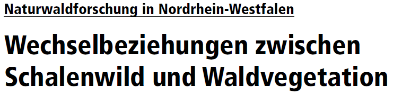 Naturwaldforschung in Nordrhein-Westfalen
Wechselbeziehungen zwischen
Schalenwild und Waldvegetation